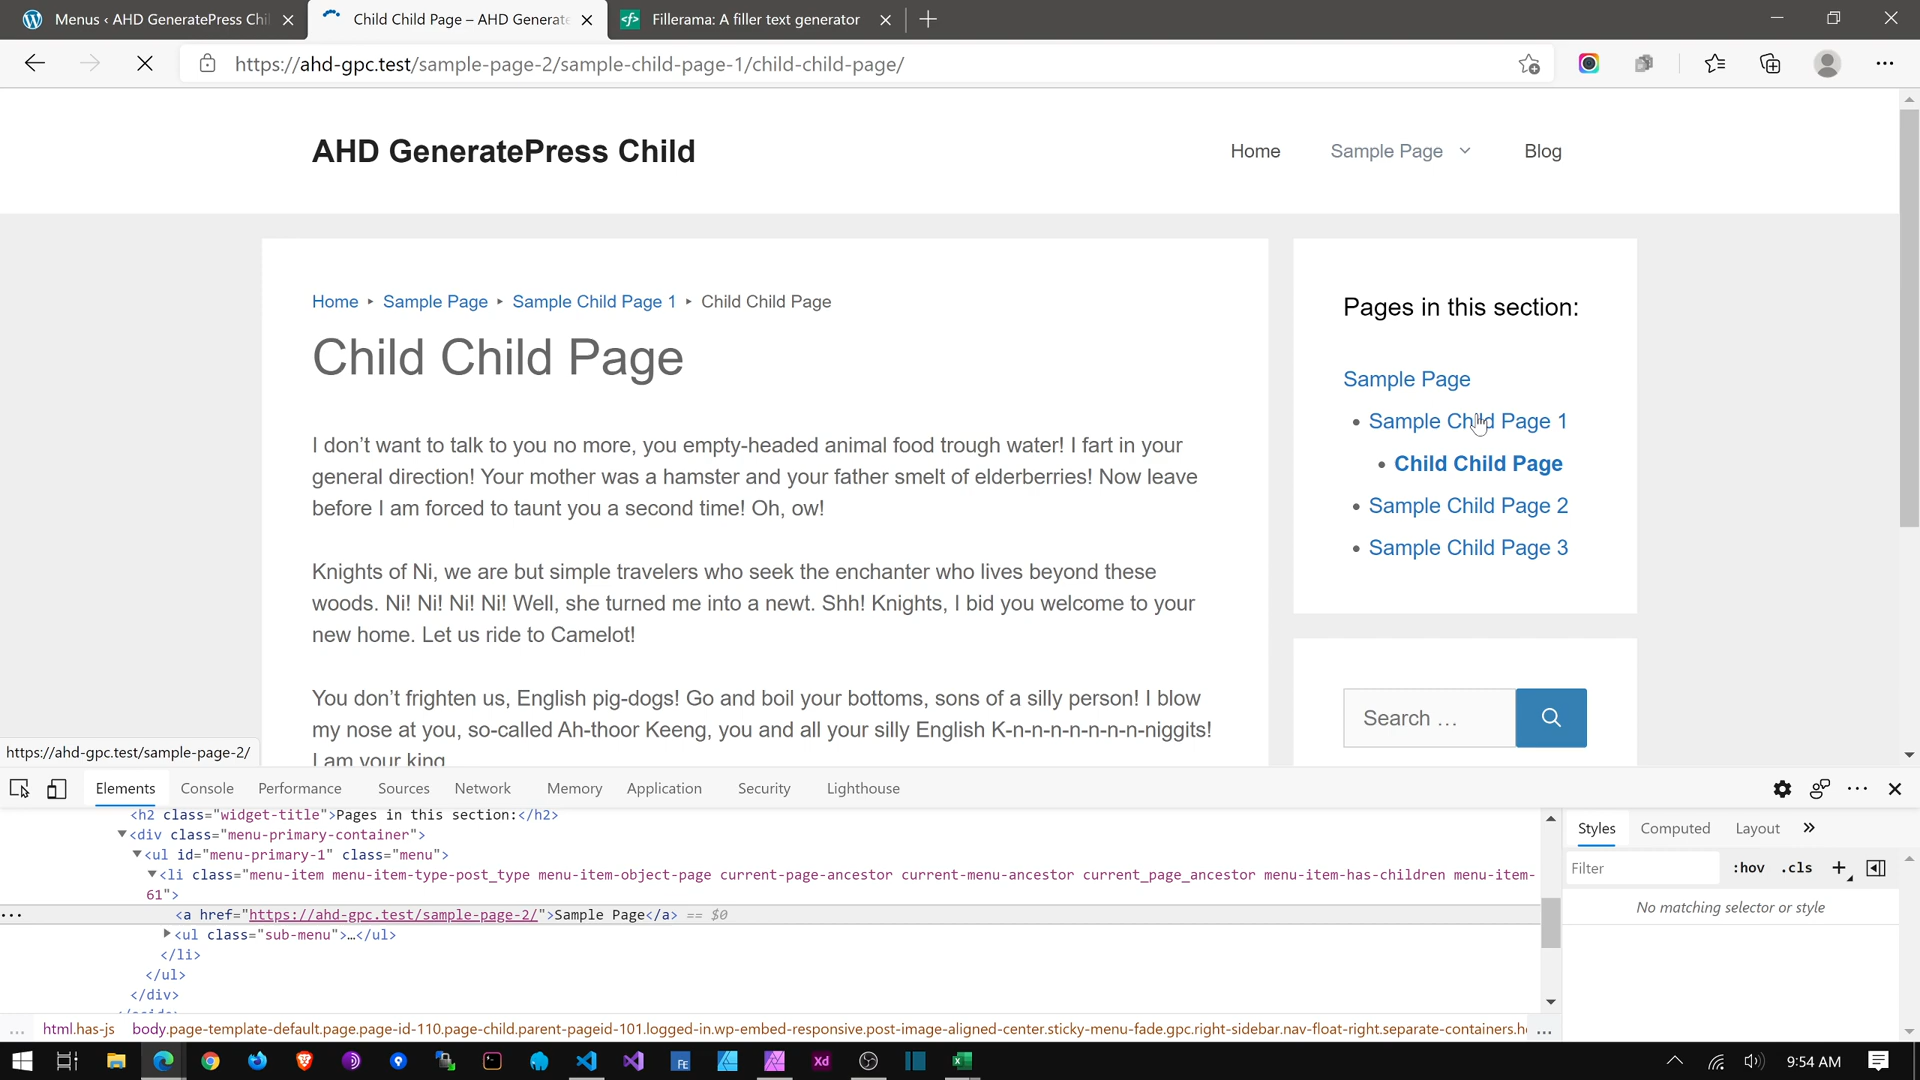 Menus ‹ AHD GeneratePress Chil
Child Child Page – AHD Generate
Fillerama: A filler text generator
https://ahd-gpc.test/sample-page-2/sample-child-page-1/child-child-page/
AHD GeneratePress Child
Home
Sample Page
Blog
Home ▸ Sample Page ▸ Sample Child Page 1 ▸ Child Child Page
Child Child Page
I don’t want to talk to you no more, you empty-headed animal food trough water! I fart in your
general direction! Your mother was a hamster and your father smelt of elderberries! Now leave
before I am forced to taunt you a second time! Oh, ow!
Knights of Ni, we are but simple travelers who seek the enchanter who lives beyond these
woods. Ni! Ni! Ni! Ni! Well, she turned me into a newt. Shh! Knights, I bid you welcome to your
new home. Let us ride to Camelot!
You don’t frighten us, English pig-dogs! Go and boil your bottoms, sons of a silly person! I blow
my nose at you, so-called Ah-thoor Keeng, you and all your silly English K-n-n-n-n-n-n-n-niggits!
I am your king
Pages in this section:
Sample Page
• Sample Child Page 1
• Child Child Page
• Sample Child Page 2
• Sample Child Page 3
Search …
https://ahd-gpc.test/sample-page-2/
Elements Console Performance Sources Network Memory Application Security Lighthouse
<h2 class="widget-title">Pages in this section:</h2>
<div class="menu-primary-container">
<ul id="menu-primary-1" class="menu">
<li class="menu-item menu-item-type-post_type menu-item-object-page current-page-ancestor current-menu-ancestor current_page_ancestor menu-item-has-children menu-item-
61">
<a href="https://ahd-gpc.test/sample-page-2/">Sample Page</a> == $0
<ul class="sub-menu">…</ul>
</li>
</ul>
</div>
html.has-js body.page-template-default.page.page-id-110.page-child.parent-pageid-101.logged-in.wp-embed-responsive.post-image-aligned-center.sticky-menu-fade.gpc.right-sidebar.nav-float-right.separate-containers.he
Styles Computed Layout »
Filter :hov .cls +
No matching selector or style
FE
Xd
9:54 AM